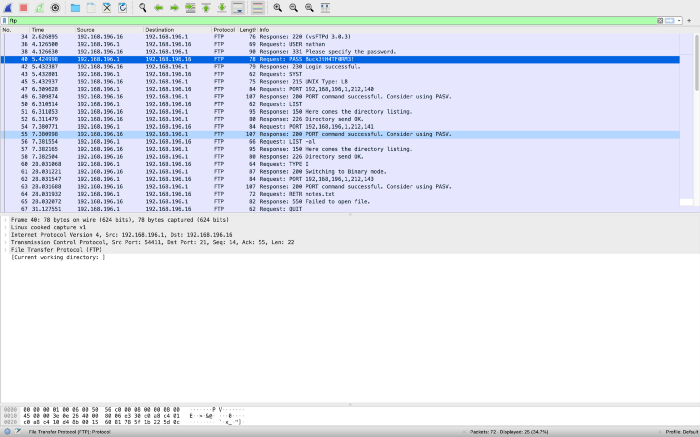 ftp
No. Time Source Destination Protocol Length Info
34 2.626895 192.168.196.16 192.168.196.1 FTP 76 Response: 220 (vsFTPd 3.0.3)
36 4.126500 192.168.196.1 192.168.196.16 FTP 69 Request: USER nathan
38 4.126630 192.168.196.16 192.168.196.1 FTP 90 Response: 331 Please specify the password.
40 5.424998 192.168.196.1 192.168.196.16 FTP 78 Request: PASS
42 5.432387 192.168.196.16 192.168.196.1 FTP 79 Response: 230 Login successful.
43 5.432801 192.168.196.1 192.168.196.16 FTP 62 Request: SYST
45 5.432937 192.168.196.16 192.168.196.1 FTP 75 Response: 215 UNIX Type: L8
47 6.309628 192.168.196.1 192.168.196.16 FTP 84 Request: PORT 192,168,196,1,212,140
49 6.309874 192.168.196.16 192.168.196.1 FTP 107 Response: 200 PORT command successful. Consider using PASV.
50 6.310514 192.168.196.1 192.168.196.16 FTP 62 Request: LIST
51 6.311053 192.168.196.16 192.168.196.1 FTP 95 Response: 150 Here comes the directory listing.
52 6.311479 192.168.196.16 192.168.196.1 FTP 80 Response: 226 Directory send OK.
54 7.380771 192.168.196.1 192.168.196.16 FTP 84 Request: PORT 192,168,196,1,212,141
55 7.380998 192.168.196.16 192.168.196.1 FTP 107 Response: 200 PORT command successful. Consider using PASV.
56 7.381554 192.168.196.1 192.168.196.16 FTP 66 Request: LIST -al
57 7.382165 192.168.196.16 192.168.196.1 FTP 95 Response: 150 Here comes the directory listing.
58 7.382504 192.168.196.16 192.168.196.1 FTP 80 Response: 226 Directory send OK.
60 28.031068 192.168.196.1 192.168.196.16 FTP 64 Request: TYPE I
61 28.031221 192.168.196.16 192.168.196.1 FTP 87 Response: 200 Switching to Binary mode.
62 28.031547 192.168.196.1 192.168.196.16 FTP 84 Request: PORT 192,168,196,1,212,143
63 28.031688 192.168.196.16 192.168.196.1 FTP 107 Response: 200 PORT command successful. Consider using PASV.
64 28.031932 192.168.196.1 192.168.196.16 FTP 72 Request: RETR notes.txt
65 28.032072 192.168.196.16 192.168.196.1 FTP 82 Response: 550 Failed to open file.
67 31.127551 192.168.196.1 192.168.196.16 FTP 62 Request: QUIT
Frame 40: 78 bytes on wire (624 bits), 78 bytes captured (624 bits)
Linux cooked capture v1
Internet Protocol Version 4, Src: 192.168.196.1, Dst: 192.168.196.16
Transmission Control Protocol, Src Port: 54411, Dst Port: 21, Seq: 14, Ack: 55, Len: 22
File Transfer Protocol (FTP)
[Current working directory: ]
0000 00 00 00 01 00 06 00 50 56 c0 00 08 00 00 08 00 ·······P V·······
0010 45 00 00 3e 0e 26 40 00 80 06 e3 30 c0 a8 c4 01 E··>·&@· ···0····
0020 c0 a8 c4 10 d4 8b 00 15 60 81 78 5f 1b 22 5d 0c
File Transfer Protocol (FTP): Protocol Packets: 72 · Displayed: 25 (34.7%) Profile: Default